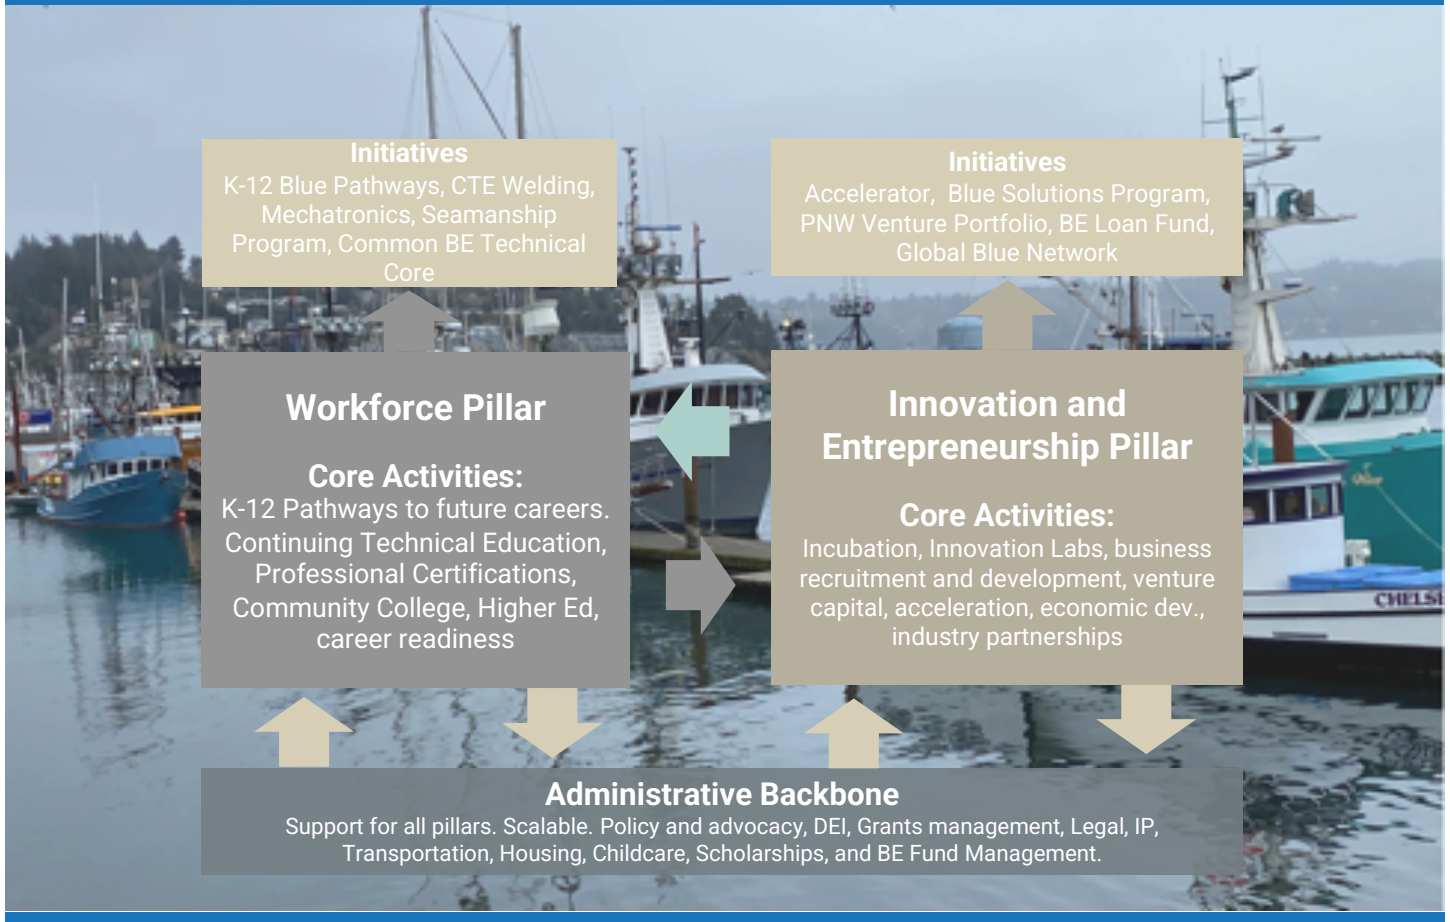 Initiatives
K-12 Blue Pathways, CTE Welding,
Mechatronics, Seamanship
Program, Common BE Technical
Core
Initiatives
Accelerator, Blue Solutions Program,
PNW Venture Portfolio, BE Loan Fund,
Global Blue Network
Workforce Pillar
Core Activities:
K-12 Pathways to future careers.
Continuing Technical Education,
Professional Certifications,
Community College, Higher Ed,
career readiness
Innovation and
Entrepreneurship Pillar
Core Activities:
Incubation, Innovation Labs, business
recruitment and development, venture
capital, acceleration, economic dev.,
industry partnerships
Administrative Backbone
Support for all pillars. Scalable. Policy and advocacy, DEI, Grants management, Legal, IP,
Transportation, Housing, Childcare, Scholarships, and BE Fund Management.